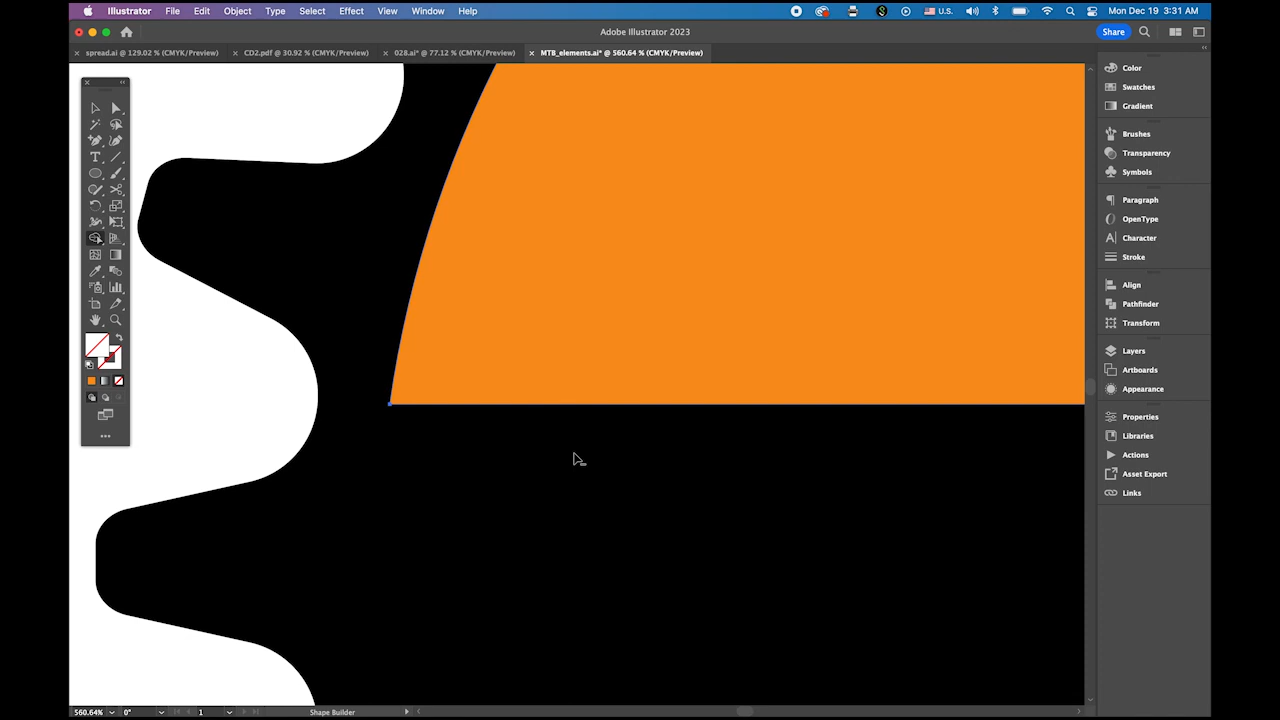 Illustrator File Edit Object Type Select Effect View Window Help U.S. Mon Dec 19 3:31 AM
Adobe Illustrator 2023
Share
spread.ai @ 129.02 % (CMYK/Preview)
CD2.pdf @ 30.92 % (CMYK/Preview)
028.ai* @ 77.12 % (CMYK/Preview)
MTB_elements.ai* @ 560.64 % (CMYK/Preview)
Color
Swatches
Gradient
Brushes
Transparency
Symbols
Paragraph
OpenType
Character
Stroke
Align
Pathfinder
Transform
Layers
Artboards
Appearance
Properties
Libraries
Actions
Asset Export
Links
560.64% 0° 1 Shape Builder